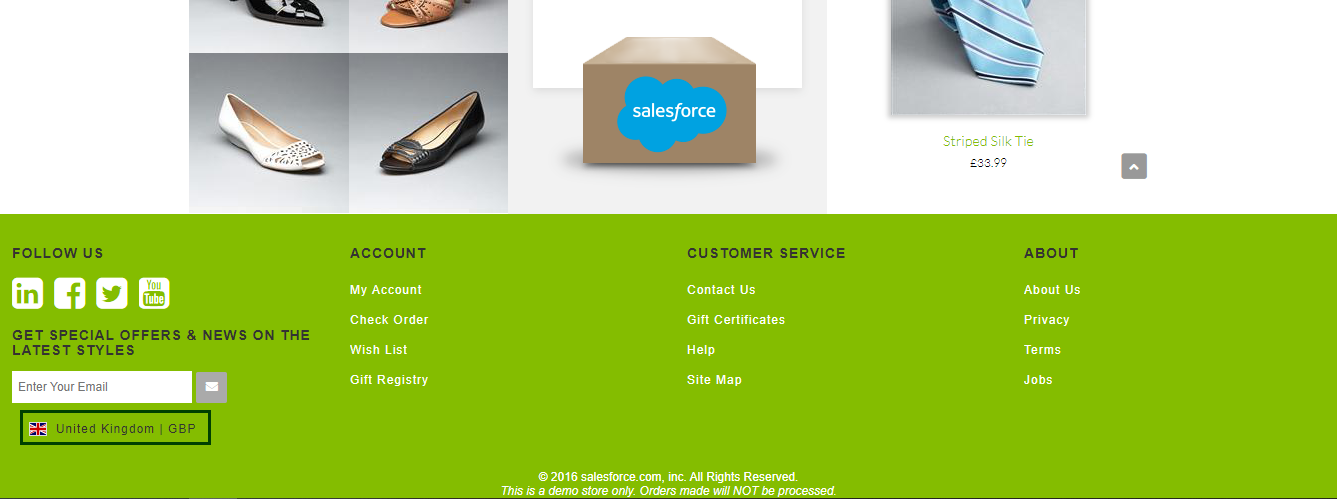 salesforce
Striped Silk Tie
£33.99
FOLLOW US
in
You
Tube
GET SPECIAL OFFERS & NEWS ON THE
LATEST STYLES
Enter Your Email
United Kingdom | GBP
ACCOUNT
My Account
Check Order
Wish List
Gift Registry
CUSTOMER SERVICE
Contact Us
Gift Certificates
Help
Site Map
ABOUT
About Us
Privacy
Terms
Jobs
© 2016 salesforce.com, inc. All Rights Reserved.
This is a demo store only. Orders made will NOT be processed.